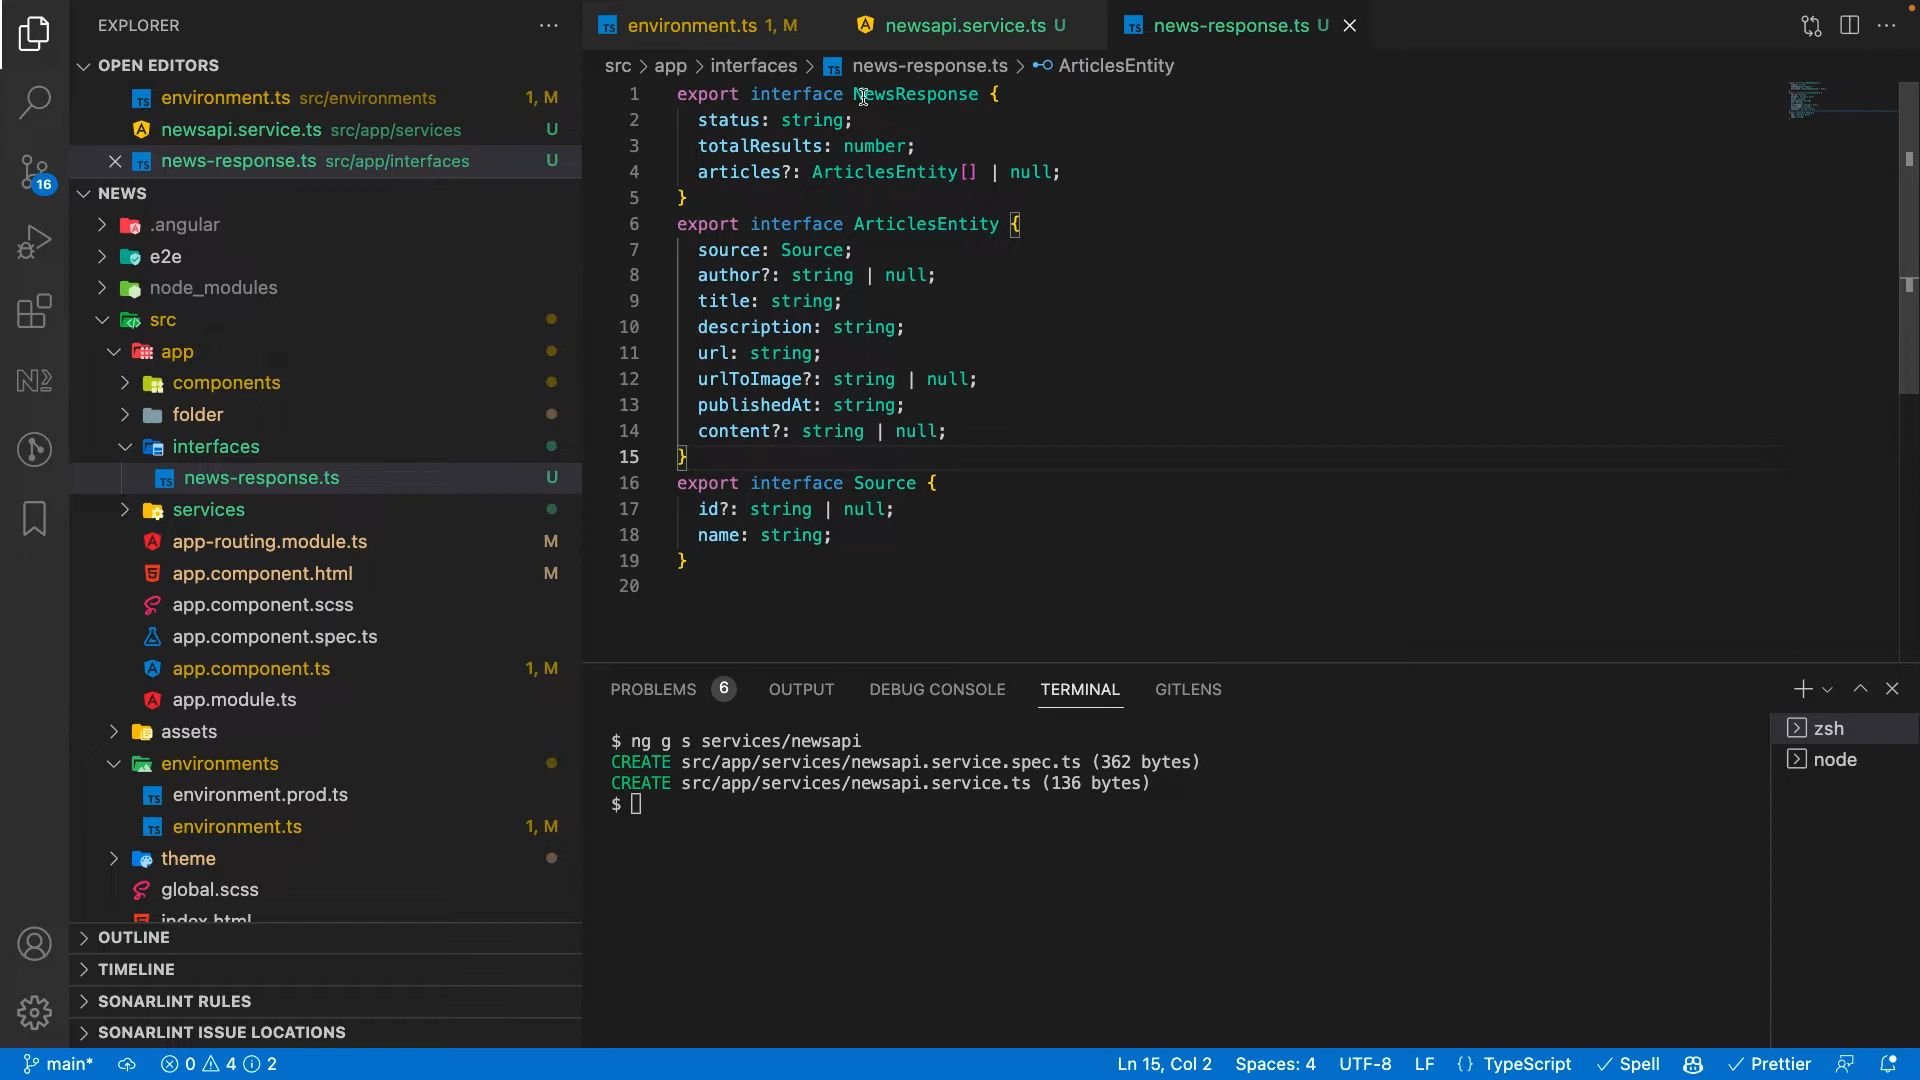 EXPLORER
OPEN EDITORS
environment.ts src/environments 1, M
newsapi.service.ts src/app/services U
news-response.ts src/app/interfaces U
16
NEWS
.angular
e2e
node_modules
src
app
components
folder
interfaces
news-response.ts U
services
app-routing.module.ts M
app.component.html M
app.component.scss
app.component.spec.ts
app.component.ts 1, M
app.module.ts
assets
environments
environment.prod.ts
environment.ts 1, M
theme
global.scss
index.html
OUTLINE
TIMELINE
SONARLINT RULES
SONARLINT ISSUE LOCATIONS
environment.ts 1, M newsapi.service.ts U news-response.ts U
src > app > interfaces > news-response.ts > ArticlesEntity
1 export interface NewsResponse {
2 status: string;
3 totalResults: number;
4 articles?: ArticlesEntity[] | null;
5 }
6 export interface ArticlesEntity {
7 source: Source;
8 author?: string | null;
9 title: string;
10 description: string;
11 url: string;
12 urlToImage?: string | null;
13 publishedAt: string;
14 content?: string | null;
15 }
16 export interface Source {
17 id?: string | null;
18 name: string;
19 }
20
PROBLEMS 6 OUTPUT DEBUG CONSOLE TERMINAL GITLENS
$ ng g s services/newsapi
CREATE src/app/services/newsapi.service.spec.ts (362 bytes)
CREATE src/app/services/newsapi.service.ts (136 bytes)
$
zsh
node
main* 0 4 2 Ln 15, Col 2 Spaces: 4 UTF-8 LF {} TypeScript Spell Prettier